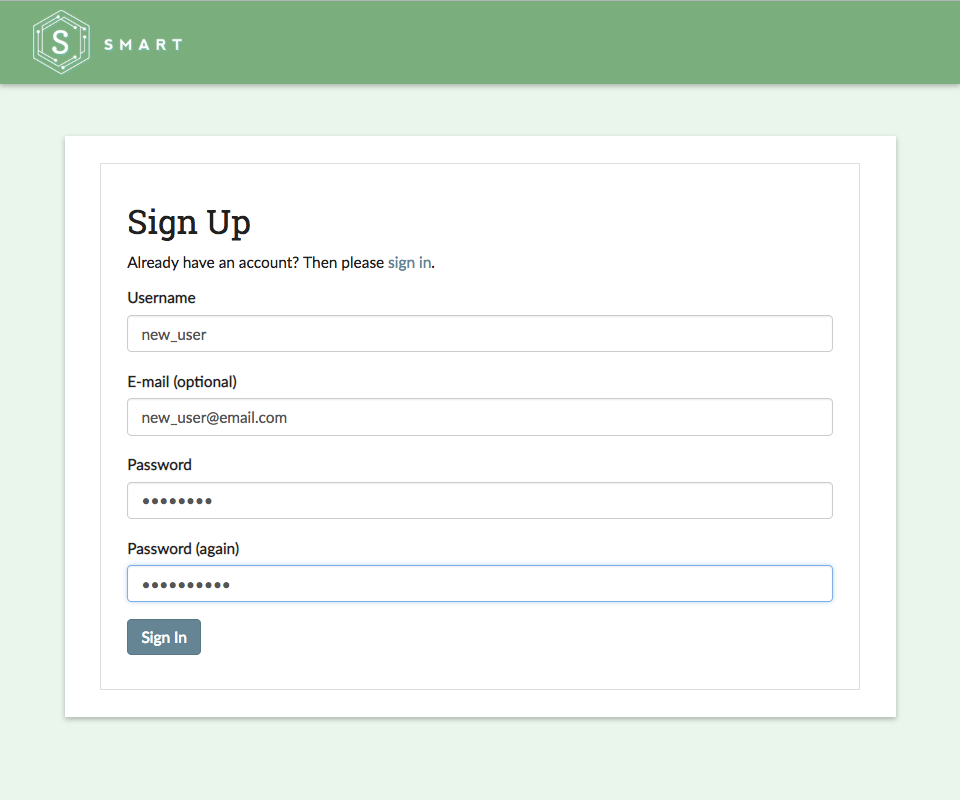 S
SMART
Sign Up
Already have an account? Then please sign in.
Username
new_user
E-mail (optional)
new_user@email.com
Password
••••••••
Password (again)
••••••••••
Sign In